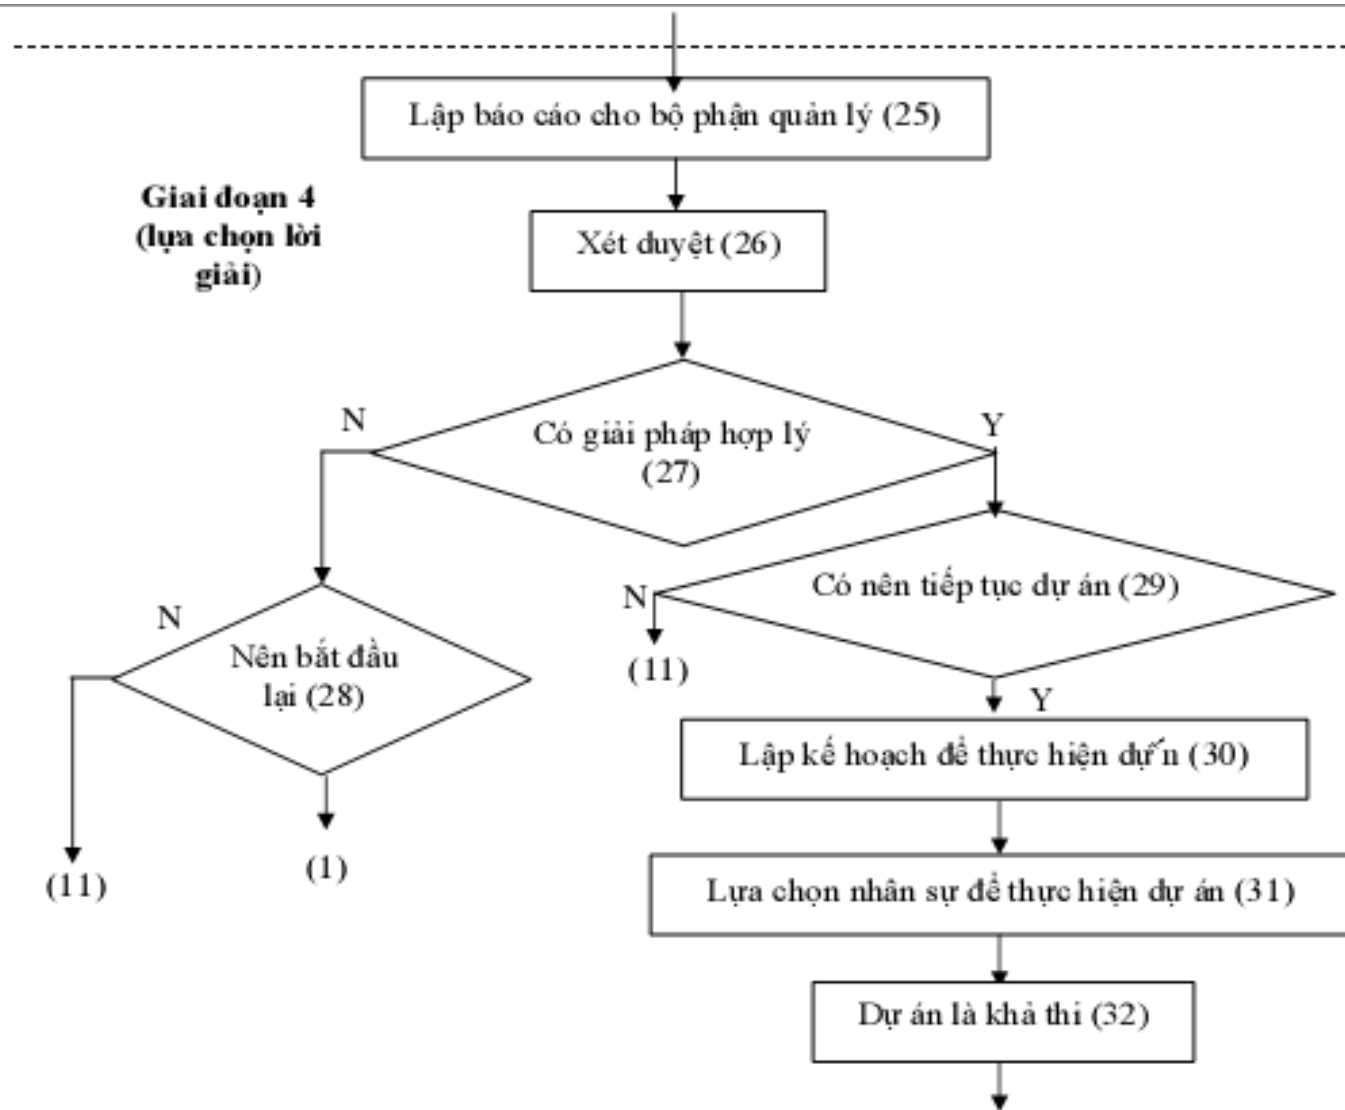 Lập báo cáo cho bộ phận quản lý (25)
Giai đoạn 4
(lựa chọn lời
giải)
Xét duyệt (26)
N
Có giải pháp hợp lý
(27)
Y
N
Nên bắt đầu
lại (28)
N
Có nên tiếp tục dự án (29)
(11)
Y
Lập kế hoạch để thực hiện dự´n (30)
(11)
(1)
Lựa chọn nhân sự để thực hiện dự án (31)
Dự án là khả thi (32)